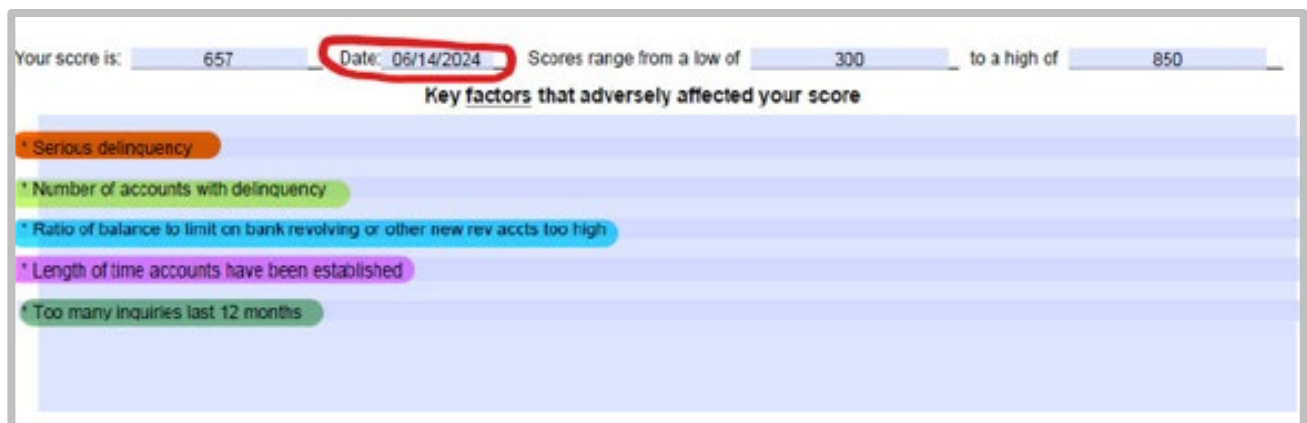 Your score is: 657 Date: 06/14/2024 Scores range from a low of 300 to a high of 850
Key factors that adversely affected your score
* Serious delinquency
* Number of accounts with delinquency
* Ratio of balance to limit on bank revolving or other new rev accts too high
* Length of time accounts have been established
* Too many inquiries last 12 months